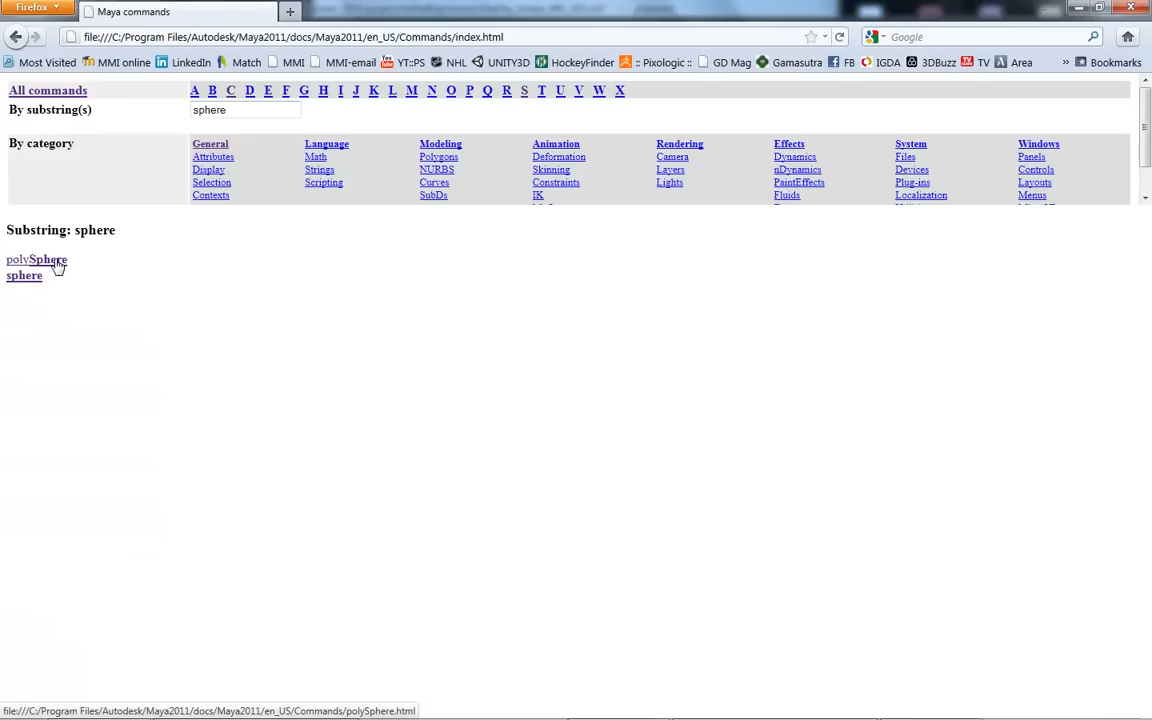 Firefox
Maya commands
file:///C:/Program Files/Autodesk/Maya2011/docs/Maya2011/en_US/Commands/index.html
Google
Most Visited MMI online LinkedIn Match MMI MMI-email YT::PS NHL UNITY3D HockeyFinder :: Pixologic :: GD Mag Gamasutra FB IGDA 3DBuzz TV Area » Bookmarks
All commands A B C D E F G H I J K L M N O P Q R S T U V W X
By substring(s) sphere
By category General Language Modeling Animation Rendering Effects System Windows
Attributes Math Polygons Deformation Camera Dynamics Files Panels
Display Strings NURBS Skinning Layers nDynamics Devices Controls
Selection Scripting Curves Constraints Lights PaintEffects Plug-ins Layouts
Contexts SubDs IK Fluids Localization Menus
Substring: sphere
polySphere
sphere
file:///C:/Program Files/Autodesk/Maya2011/docs/Maya2011/en_US/Commands/polySphere.html